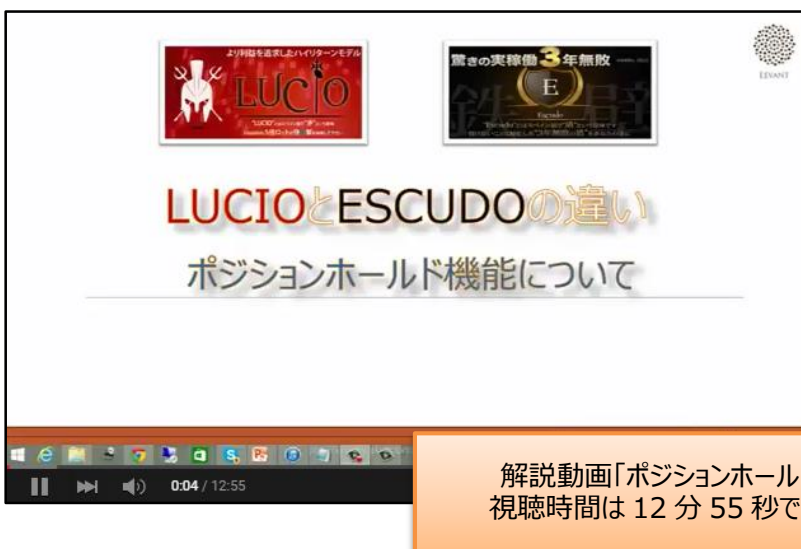 より利益を追求したハイリターンモデル
LUCIO
驚きの実稼働3年無敗
E
Escudo
LEVANT
LUCIOとESCUDOの違い
ポジションホールド機能について
0:04 / 12:55
解説動画「ポジションホール
視聴時間は 12 分 55 秒で